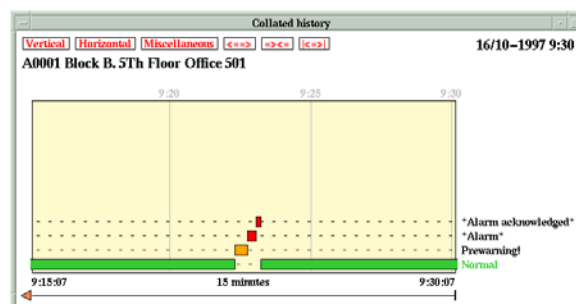 Collated history
Vertical Horizontal Miscellaneous <==> =><= |<=>|
16/10-1997 9:30
A0001 Block B. 5Th Floor Office 501
9:20 9:25 9:30
*Alarm acknowledged*
*Alarm*
Prewarning!
Normal
9:15:07 15 minutes 9:30:07